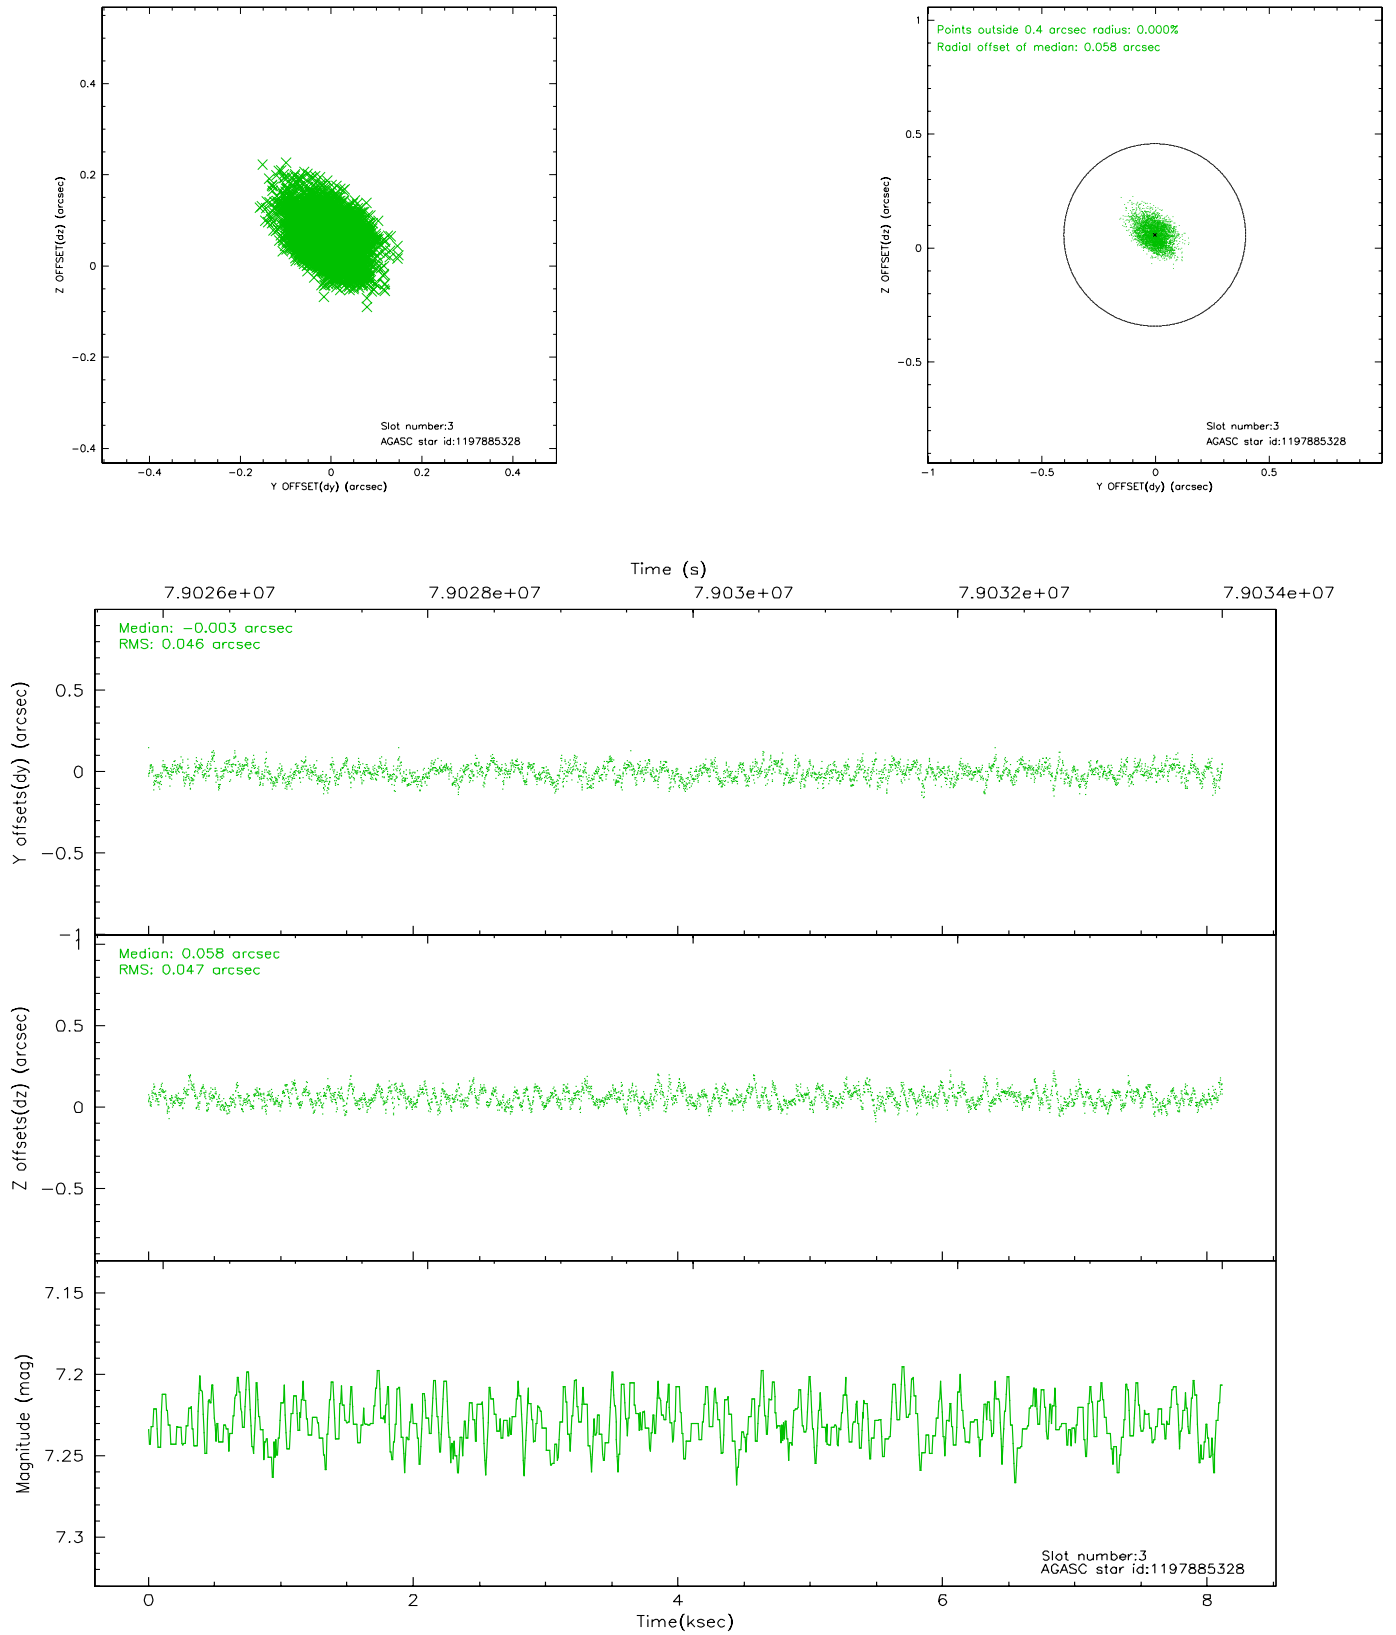 0.4
0.2
0
−0.2
−0.4
Z OFFSET(dz) (arcsec)
Slot number:3
AGASC star id:1197885328
−0.4 −0.2 0 0.2 0.4
Y OFFSET(dy) (arcsec)
Points outside 0.4 arcsec radius: 0.000%
Radial offset of median: 0.058 arcsec
1
0.5
0
−0.5
Z OFFSET(dz) (arcsec)
Slot number:3
AGASC star id:1197885328
−1 −0.5 0 0.5
Y OFFSET(dy) (arcsec)
Time (s)
7.9026e+07 7.9028e+07 7.903e+07 7.9032e+07 7.9034e+07
Median: −0.003 arcsec
RMS: 0.046 arcsec
0.5
0
−0.5
−1
Y offsets(dy) (arcsec)
Median: 0.058 arcsec
RMS: 0.047 arcsec
1
0.5
0
−0.5
Z offsets(dz) (arcsec)
7.15
7.2
7.25
7.3
Magnitude (mag)
Slot number:3
AGASC star id:1197885328
0 2 4 6 8
Time(ksec)